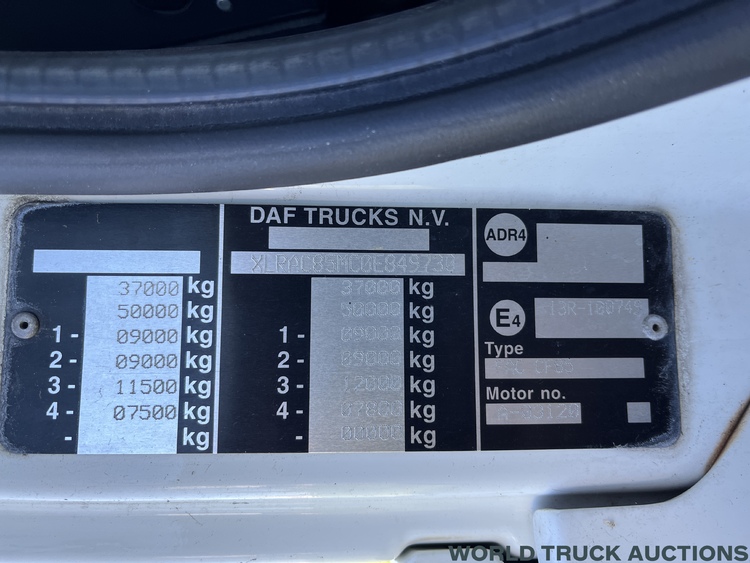 DAF TRUCKS N.V.
ADR4
37000 kg
50000 kg
1 - 09000 kg
2 - 09000 kg
3 - 11500 kg
4 - 07500 kg
- kg
37000 kg
50000 kg
1 - 09000 kg
2 - 09000 kg
3 - 12000 kg
4 - kg
- 00000 kg
E4
Type
Motor no.
WORLD TRUCK AUCTIONS